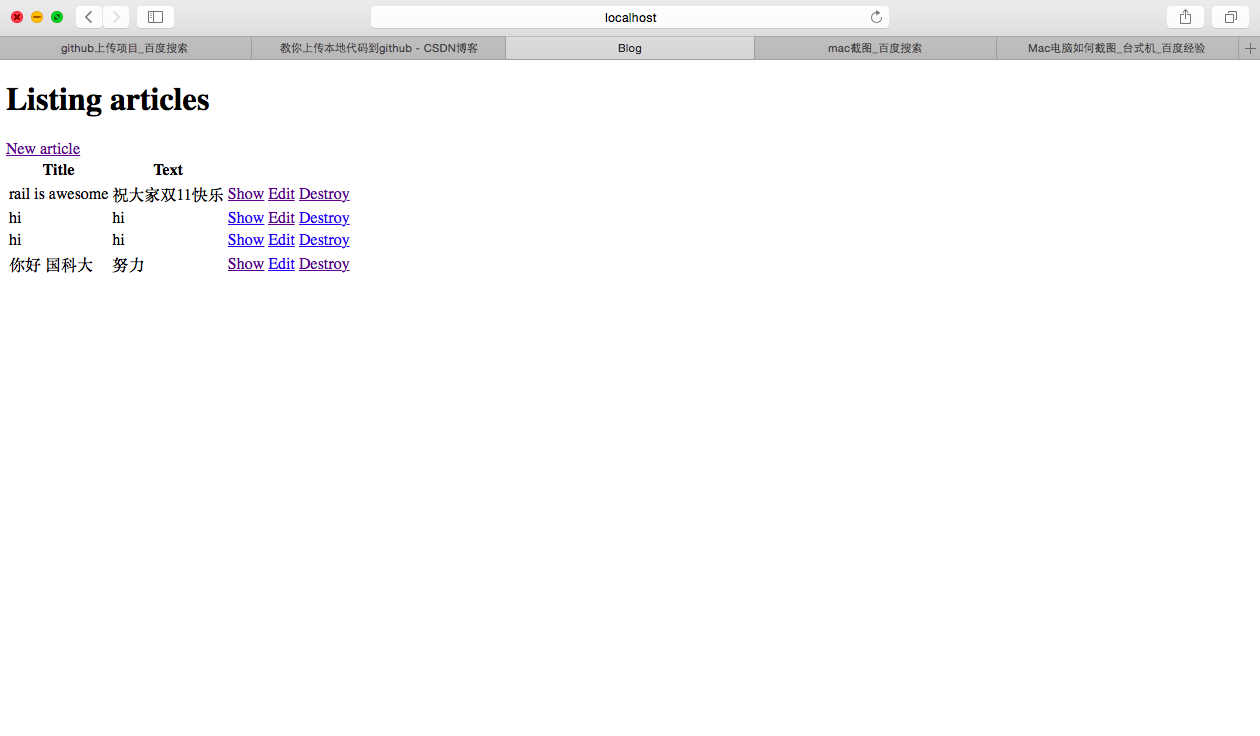 localhost
github上传项目_百度搜索 教你上传本地代码到github - CSDN博客 Blog mac截图_百度搜索 Mac电脑如何截图_台式机_百度经验
Listing articles
New article
Title Text
rail is awesome 祝大家双11快乐 Show Edit Destroy
hi hi Show Edit Destroy
hi hi Show Edit Destroy
你好 国科大 努力 Show Edit Destroy